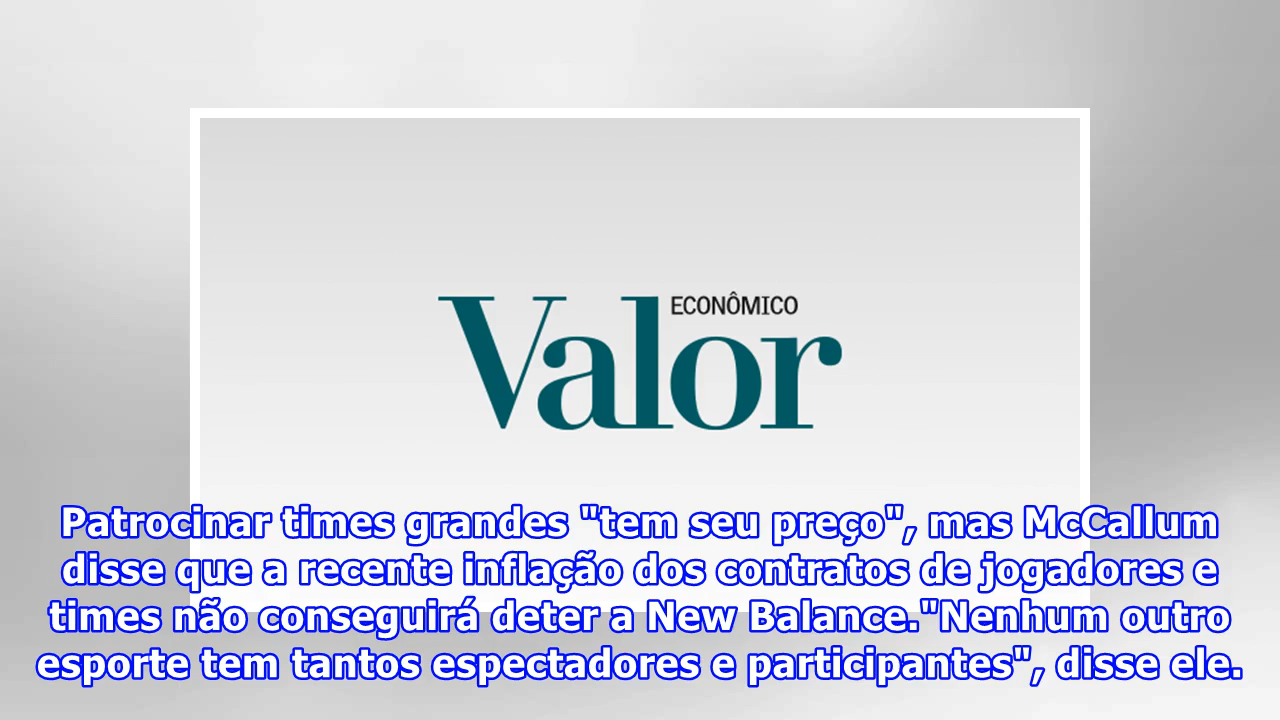 ECONÔMICO
Valor
Patrocinar times grandes "tem seu preço", mas McCallum
disse que a recente inflação dos contratos de jogadores e
times não conseguirá deter a New Balance."Nenhum outro
esporte tem tantos espectadores e participantes", disse ele.